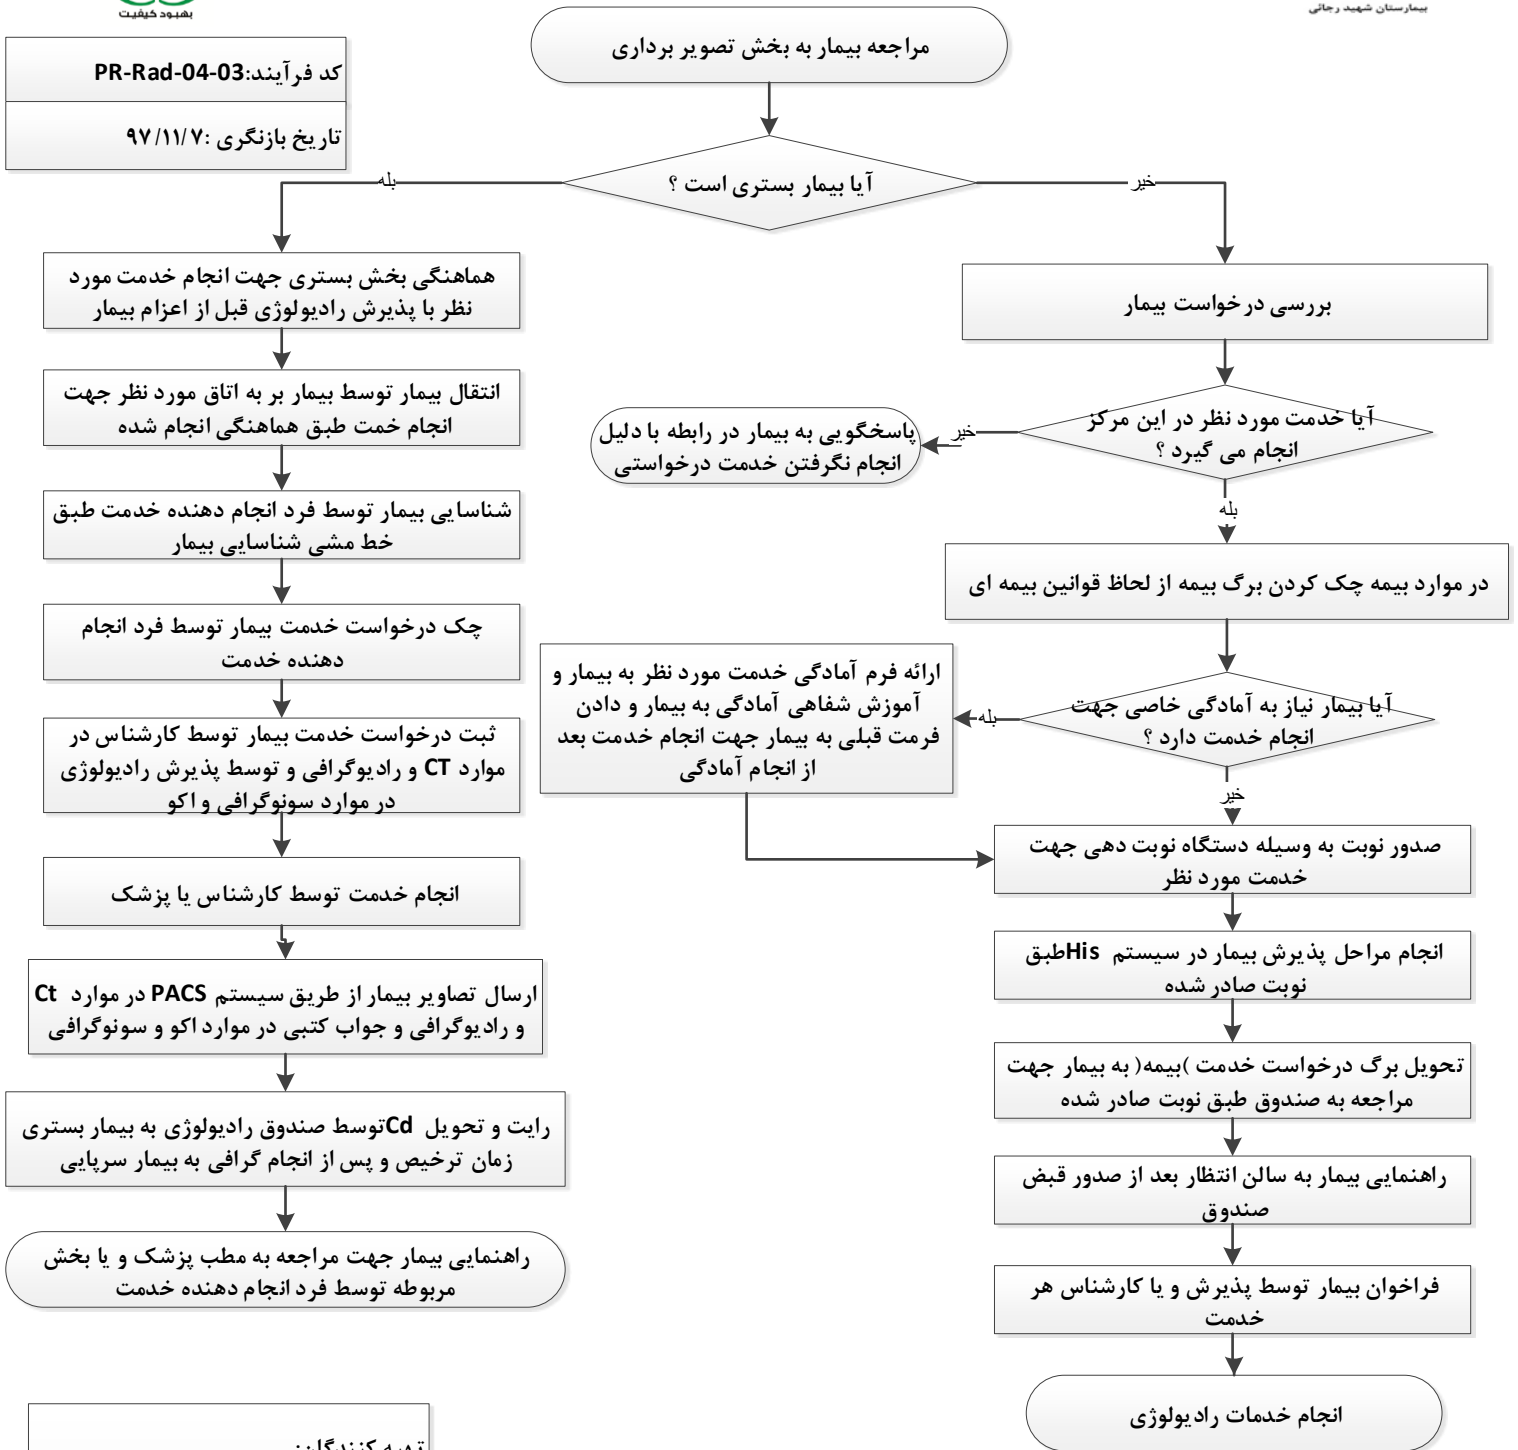 بهبود کیفیت
بیمارستان شهید رجائی
کد فرآیند:PR-Rad-04-03
تاریخ بازنگری :۹۷/۱۱/۷
مراجعه بیمار به بخش تصویر برداری
آیا بیمار بستری است ؟
بله
خیر
هماهنگی بخش بستری جهت انجام خدمت مورد
نظر با پذیرش رادیولوژی قبل از اعزام بیمار
انتقال بیمار توسط بیمار بر به اتاق مورد نظر جهت
انجام خمت طبق هماهنگی انجام شده
شناسایی بیمار توسط فرد انجام دهنده خدمت طبق
خط مشی شناسایی بیمار
چک درخواست خدمت بیمار توسط فرد انجام
دهنده خدمت
ثبت درخواست خدمت بیمار توسط کارشناس در
موارد CT و رادیوگرافی و توسط پذیرش رادیولوژی
در موارد سونوگرافی و اکو
انجام خدمت توسط کارشناس یا پزشک
ارسال تصاویر بیمار از طریق سیستم PACS در موارد Ct
و رادیوگرافی و جواب کتبی در موارد اکو و سونوگرافی
رایت و تحویل Cdتوسط صندوق رادیولوژی به بیمار بستری
زمان ترخیص و پس از انجام گرافی به بیمار سرپایی
راهنمایی بیمار جهت مراجعه به مطب پزشک و یا بخش
مربوطه توسط فرد انجام دهنده خدمت
بررسی درخواست بیمار
آیا خدمت مورد نظر در این مرکز
انجام می گیرد ؟
خیر
پاسخگویی به بیمار در رابطه با دلیل
انجام نگرفتن خدمت درخواستی
بله
در موارد بیمه چک کردن برگ بیمه از لحاظ قوانین بیمه ای
آیا بیمار نیاز به آمادگی خاصی جهت
انجام خدمت دارد ؟
بله
ارائه فرم آمادگی خدمت مورد نظر به بیمار و
آموزش شفاهی آمادگی به بیمار و دادن
فرمت قبلی به بیمار جهت انجام خدمت بعد
از انجام آمادگی
خیر
صدور نوبت به وسیله دستگاه نوبت دهی جهت
خدمت مورد نظر
انجام مراحل پذیرش بیمار در سیستم Hisطبق
نوبت صادر شده
تحویل برگ درخواست خدمت )بیمه( به بیمار جهت
مراجعه به صندوق طبق نوبت صادر شده
راهنمایی بیمار به سالن انتظار بعد از صدور قبض
صندوق
فراخوان بیمار توسط پذیرش و یا کارشناس هر
خدمت
انجام خدمات رادیولوژی
تهیه کنندگان: